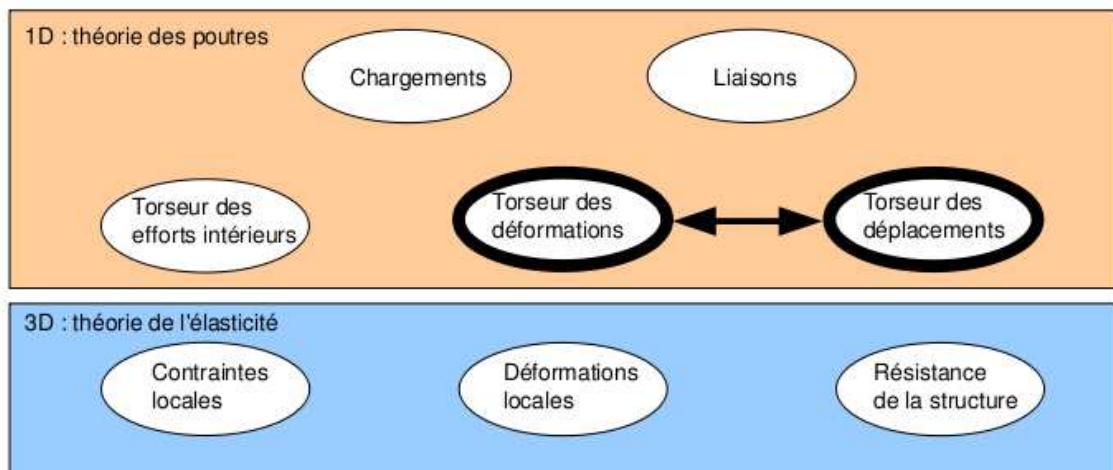 1D : théorie des poutres
Chargements
Liaisons
Torseur des
efforts intérieurs
Torseur des
déformations
Torseur des
déplacements
3D : théorie de l'élasticité
Contraintes
locales
Déformations
locales
Résistance
de la structure